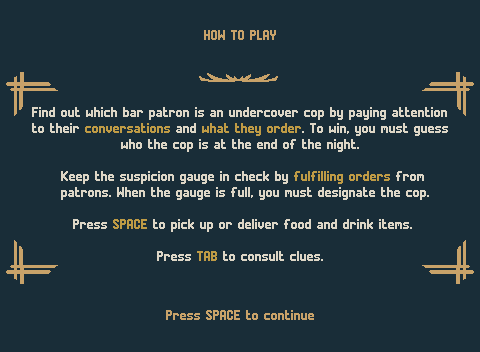 HOW TO PLAY
Find out which bar patron is an undercover cop by paying attention
to their conversations and what they order. To win, you must guess
who the cop is at the end of the night.
Keep the suspicion gauge in check by fulfilling orders from
patrons. When the gauge is full, you must designate the cop.
Press SPACE to pick up or deliver food and drink items.
Press TAB to consult clues.
Press SPACE to continue